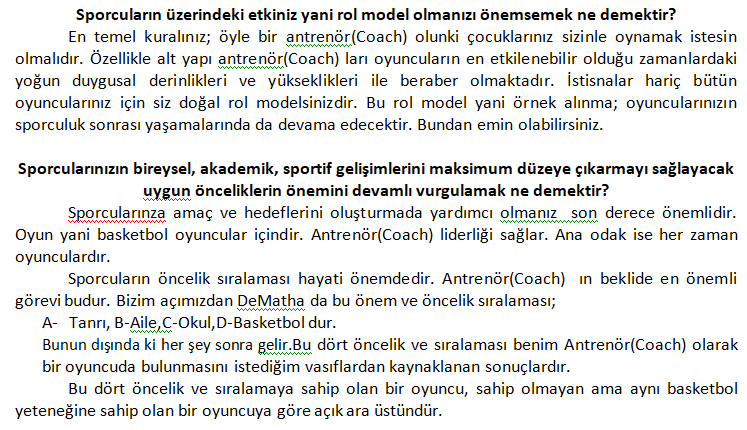 Sporcuların üzerindeki etkiniz yani rol model olmanızı önemsemek ne demektir?
En temel kuralınız; öyle bir antrenör(Coach) olunki çocuklarınız sizinle oynamak istesin
olmalıdır. Özellikle alt yapı antrenör(Coach) ları oyuncuların en etkilenebilir olduğu zamanlardaki
yoğun duygusal derinlikleri ve yükseklikleri ile beraber olmaktadır. İstisnalar hariç bütün
oyuncularınız için siz doğal rol modelsinizdir. Bu rol model yani örnek alınma; oyuncularınızın
sporculuk sonrası yaşamalarında da devama edecektir. Bundan emin olabilirsiniz.
Sporcularınızın bireysel, akademik, sportif gelişimlerini maksimum düzeye çıkarmayı sağlayacak
uygun önceliklerin önemini devamlı vurgulamak ne demektir?
Sporcularınza amaç ve hedeflerini oluşturmada yardımcı olmanız son derece önemlidir.
Oyun yani basketbol oyuncular içindir. Antrenör(Coach) liderliği sağlar. Ana odak ise her zaman
oyunculardır.
Sporcuların öncelik sıralaması hayati önemdedir. Antrenör(Coach) ın beklide en önemli
görevi budur. Bizim açımızdan DeMatha da bu önem ve öncelik sıralaması;
A- Tanrı, B-Aile,C-Okul,D-Basketbol dur.
Bunun dışında ki her şey sonra gelir.Bu dört öncelik ve sıralaması benim Antrenör(Coach) olarak
bir oyuncuda bulunmasını istediğim vasıflardan kaynaklanan sonuçlardır.
Bu dört öncelik ve sıralamaya sahip olan bir oyuncu, sahip olmayan ama aynı basketbol
yeteneğine sahip olan bir oyuncuya göre açık ara üstündür.